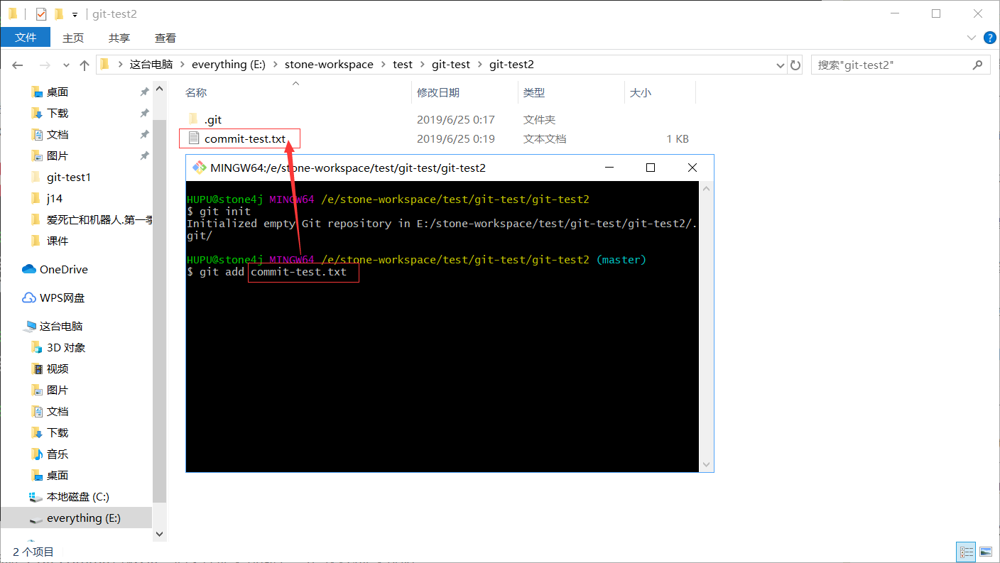 git-test2
文件 主页 共享 查看
这台电脑 everything (E:) stone-workspace test git-test git-test2
搜索"git-test2"
名称 修改日期 类型 大小
.git 2019/6/25 0:17 文件夹
commit-test.txt 2019/6/25 0:19 文本文档 1 KB
桌面
下载
文档
图片
git-test1
j14
爱死亡和机器人.第一季
课件
OneDrive
WPS网盘
这台电脑
3D 对象
视频
图片
文档
下载
音乐
桌面
本地磁盘 (C:)
everything (E:)
2 个项目
MINGW64:/e/stone-workspace/test/git-test/git-test2
HUPU@stone4j MINGW64 /e/stone-workspace/test/git-test/git-test2
$ git init
Initialized empty Git repository in E:/stone-workspace/test/git-test/git-test2/.
git/
HUPU@stone4j MINGW64 /e/stone-workspace/test/git-test/git-test2 (master)
$ git add commit-test.txt